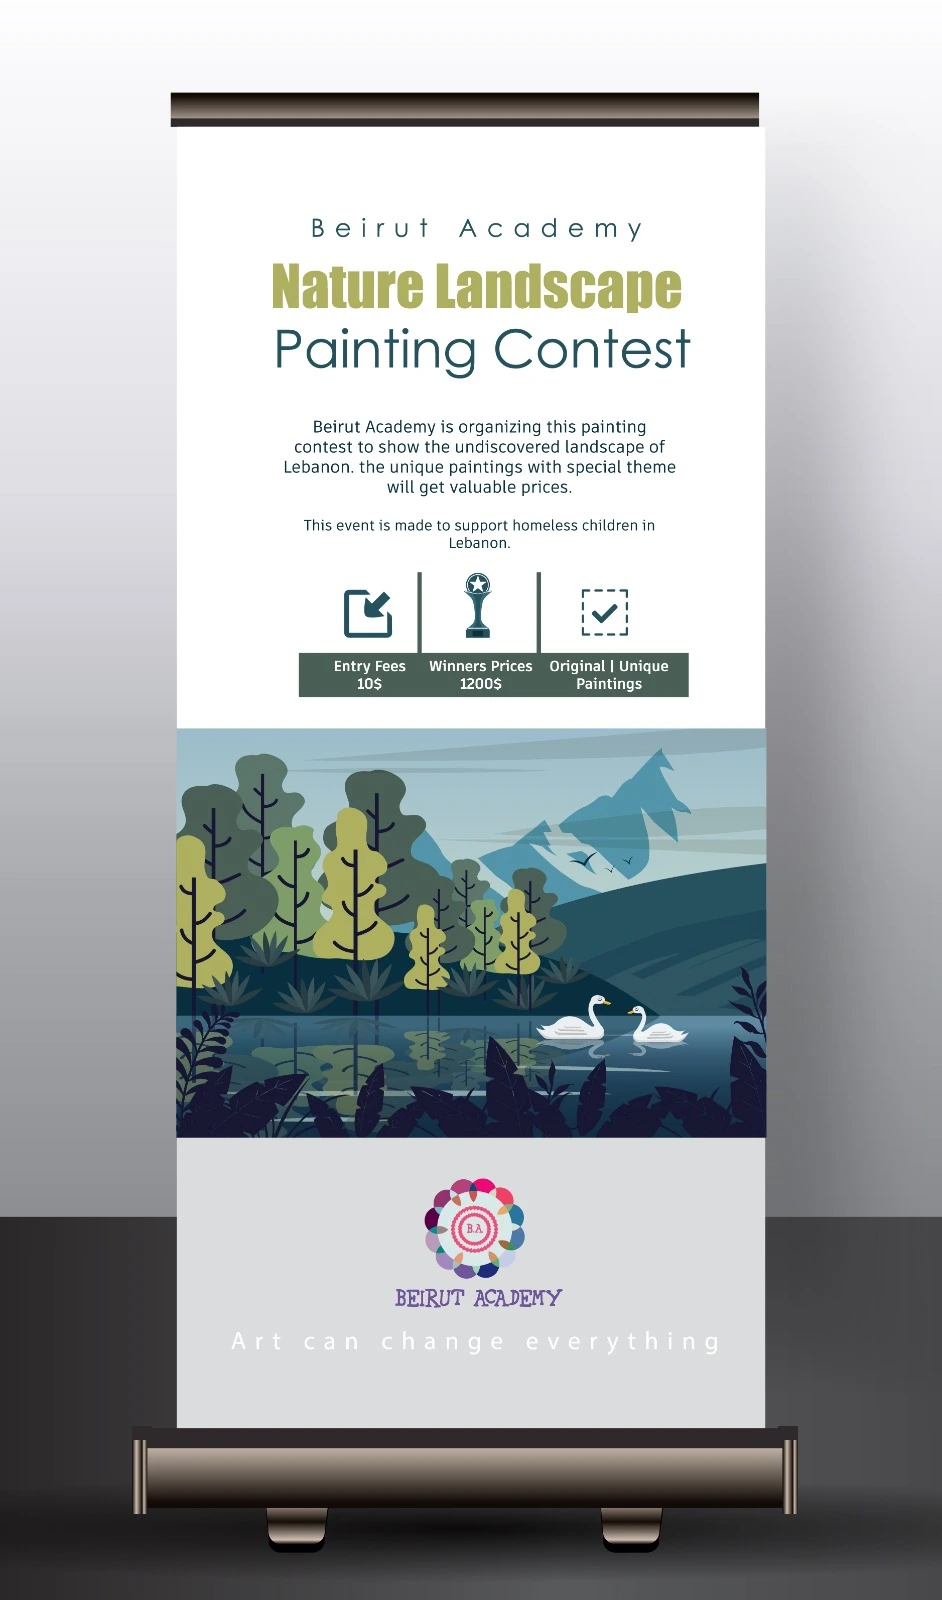 Beirut Academy
Nature Landscape
Painting Contest
Beirut Academy is organizing this painting
contest to show the undiscovered landscape of
Lebanon. the unique paintings with special theme
will get valuable prices.
This event is made to support homeless children in
Lebanon.
Entry Fees
10$
Winners Prices
1200$
Original | Unique
Paintings
B.A
BEIRUT ACADEMY
Art can change everything